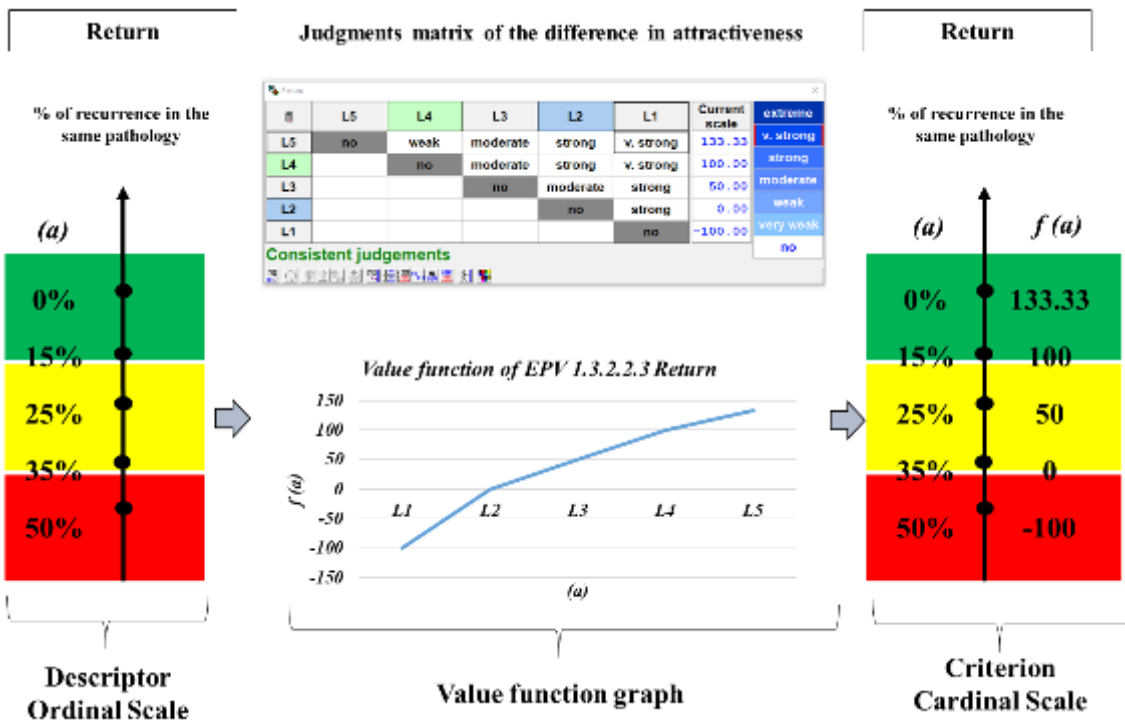 Return
% of recurrence in the
same pathology
(a)
0%
15%
25%
35%
50%
Descriptor
Ordinal Scale
Judgments matrix of the difference in attractiveness
L5 L4 L3 L2 L1 Current
scale
L5 no weak moderate strong v. strong 133.33
L4 no moderate strong v. strong 100.00
L3 no moderate strong 50.00
L2 no strong 0.00
L1 no -100.00
extreme
v. strong
strong
moderate
weak
very weak
no
Consistent judgements
Value function of EPV 1.3.2.2.3 Return
150
100
50
0
-50
-100
-150
f (a)
L1 L2 L3 L4 L5
(a)
Value function graph
Return
% of recurrence in the
same pathology
(a) f (a)
0% 133.33
15% 100
25% 50
35% 0
50% -100
Criterion
Cardinal Scale